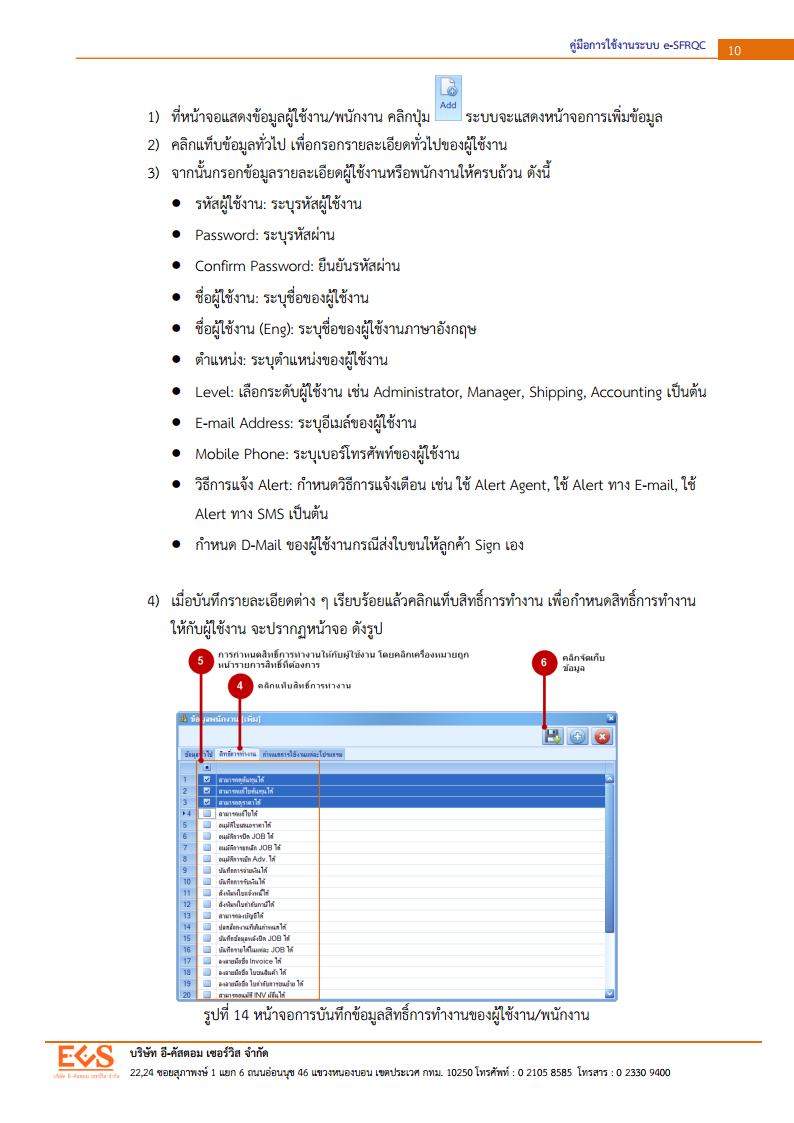 คู่มือการใช้งานระบบ e-SFRQC 10
Add
1) ที่หน้าจอแสดงข้อมูลผู้ใช้งาน/พนักงาน คลิกปุ่ม ระบบจะแสดงหน้าจอการเพิ่มข้อมูล
2) คลิกแท็บข้อมูลทั่วไป เพื่อกรอกรายละเอียดทั่วไปของผู้ใช้งาน
3) จากนั้นกรอกข้อมูลรายละเอียดผู้ใช้งานหรือพนักงานให้ครบถ้วน ดังนี้
● รหัสผู้ใช้งาน: ระบุรหัสผู้ใช้งาน
● Password: ระบุรหัสผ่าน
● Confirm Password: ยืนยันรหัสผ่าน
● ชื่อผู้ใช้งาน: ระบุชื่อของผู้ใช้งาน
● ชื่อผู้ใช้งาน (Eng): ระบุชื่อของผู้ใช้งานภาษาอังกฤษ
● ตำแหน่ง: ระบุตำแหน่งของผู้ใช้งาน
● Level: เลือกระดับผู้ใช้งาน เช่น Administrator, Manager, Shipping, Accounting เป็นต้น
● E-mail Address: ระบุอีเมล์ของผู้ใช้งาน
● Mobile Phone: ระบุเบอร์โทรศัพท์ของผู้ใช้งาน
● วิธีการแจ้ง Alert: กำหนดวิธีการแจ้งเตือน เช่น ใช้ Alert Agent, ใช้ Alert ทาง E-mail, ใช้
Alert ทาง SMS เป็นต้น
● กำหนด D-Mail ของผู้ใช้งานกรณีส่งใบขนให้ลูกค้า Sign เอง
4) เมื่อบันทึกรายละเอียดต่าง ๆ เรียบร้อยแล้วคลิกแท็บสิทธิ์การทำงาน เพื่อกำหนดสิทธิ์การทำงาน
ให้กับผู้ใช้งาน จะปรากฏหน้าจอ ดังรูป
5 การกำหนดสิทธิ์การทำงานให้กับผู้ใช้งาน โดยคลิกเครื่องหมายถูก
หน้ารายการสิทธิ์ที่ต้องการ
6 คลิกจัดเก็บ
ข้อมูล
4 คลิกแท็บสิทธิ์การทำงาน
ข้อมูลพนักงาน [เพิ่ม]
ข้อมูลทั่วไป สิทธิ์การทำงาน กำหนดการใช้งานแต่ละโปรแกรม
1 สามารถดูต้นทุนได้
2 สามารถแก้ไขต้นทุนได้
3 สามารถดูราคาได้
4 สามารถแก้ไขได้
5 อนุมัติใบเสนอราคาได้
6 อนุมัติการปิด JOB ได้
7 อนุมัติการยกเลิก JOB ได้
8 อนุมัติการเบิก Adv. ได้
9 บันทึกการจ่ายเงินได้
10 บันทึกการรับเงินได้
11 สั่งพิมพ์ใบแจ้งหนี้ได้
12 สั่งพิมพ์ใบกำกับภาษีได้
13 สามารถลงบัญชีได้
14 ปลดล็อคงานที่เกินกำหนดได้
15 บันทึกข้อมูลหลังปิด JOB ได้
16 บันทึกรายได้ในแต่ละ JOB ได้
17 ลงลายมือชื่อ Invoice ได้
18 ลงลายมือชื่อ ใบขนสินค้า ได้
19 ลงลายมือชื่อ ใบกำกับการขนย้าย ได้
20
รูปที่ 14 หน้าจอการบันทึกข้อมูลสิทธิ์การทำงานของผู้ใช้งาน/พนักงาน
ECS
บริษัท อี-คัสตอม เซอร์วิส จำกัด
บริษัท อี-คัสตอม เซอร์วิส จำกัด
22,24 ซอยสุภาพงษ์ 1 แยก 6 ถนนอ่อนนุช 46 แขวงหนองบอน เขตประเวศ กทม. 10250 โทรศัพท์ : 0 2105 8585 โทรสาร : 0 2330 9400